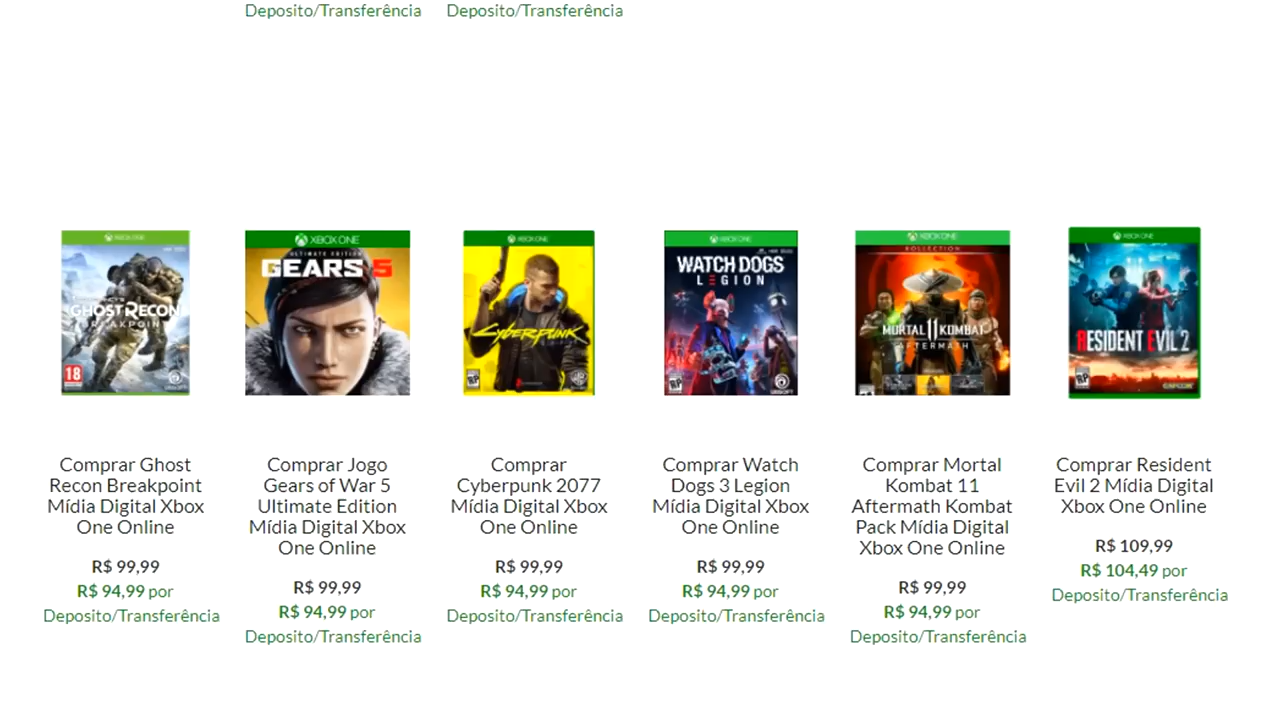 Deposito/Transferência
Deposito/Transferência
XBOX ONE
GHOST RECON
BREAKPOINT
18
UBISOFT
XBOX ONE
ULTIMATE EDITION
GEARS 5
XBOX ONE
CYBERPUNK
RP
XBOX ONE
WATCH DOGS
LEGION
RP
UBISOFT
XBOX ONE
KOLLECTION
MORTAL 11 KOMBAT
AFTERMATH
XBOX ONE
RESIDENT EVIL 2
RP
CAPCOM
Comprar Ghost
Recon Breakpoint
Mídia Digital Xbox
One Online
R$ 99,99
R$ 94,99 por
Deposito/Transferência
Comprar Jogo
Gears of War 5
Ultimate Edition
Mídia Digital Xbox
One Online
R$ 99,99
R$ 94,99 por
Deposito/Transferência
Comprar
Cyberpunk 2077
Mídia Digital Xbox
One Online
R$ 99,99
R$ 94,99 por
Deposito/Transferência
Comprar Watch
Dogs 3 Legion
Mídia Digital Xbox
One Online
R$ 99,99
R$ 94,99 por
Deposito/Transferência
Comprar Mortal
Kombat 11
Aftermath Kombat
Pack Mídia Digital
Xbox One Online
R$ 99,99
R$ 94,99 por
Deposito/Transferência
Comprar Resident
Evil 2 Mídia Digital
Xbox One Online
R$ 109,99
R$ 104,49 por
Deposito/Transferência